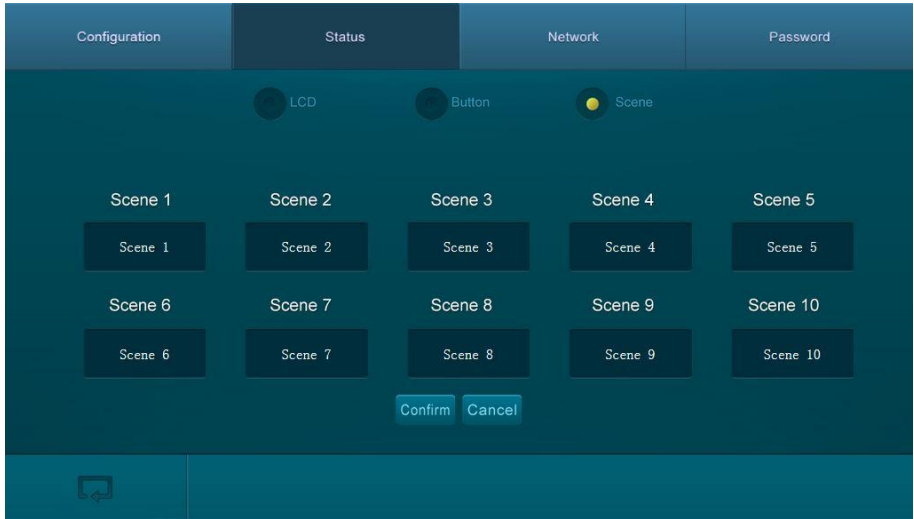 Configuration Status Network Password
LCD Button Scene
Scene 1 Scene 2 Scene 3 Scene 4 Scene 5
Scene 1 Scene 2 Scene 3 Scene 4 Scene 5
Scene 6 Scene 7 Scene 8 Scene 9 Scene 10
Scene 6 Scene 7 Scene 8 Scene 9 Scene 10
Confirm Cancel